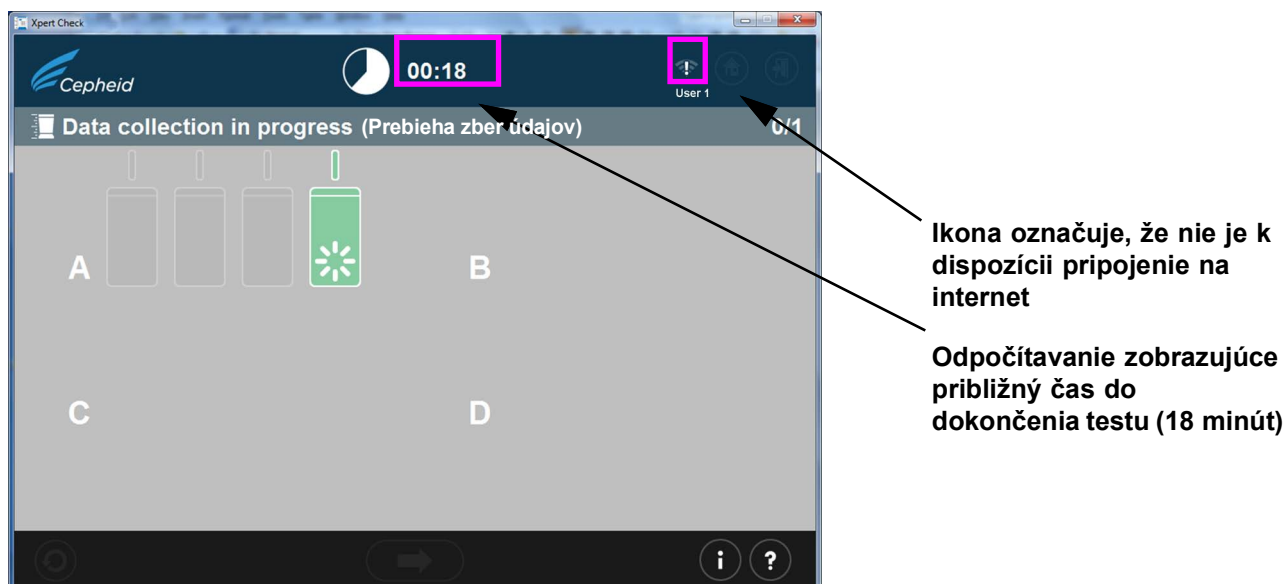 Xpert Check
Cepheid
00:18
User 1
Data collection in progress (Prebieha zber údajov)
0/1
A
B
C
D
i
?
Ikona označuje, že nie je k
dispozícii pripojenie na
internet
Odpočítavanie zobrazujúce
približný čas do
dokončenia testu (18 minút)